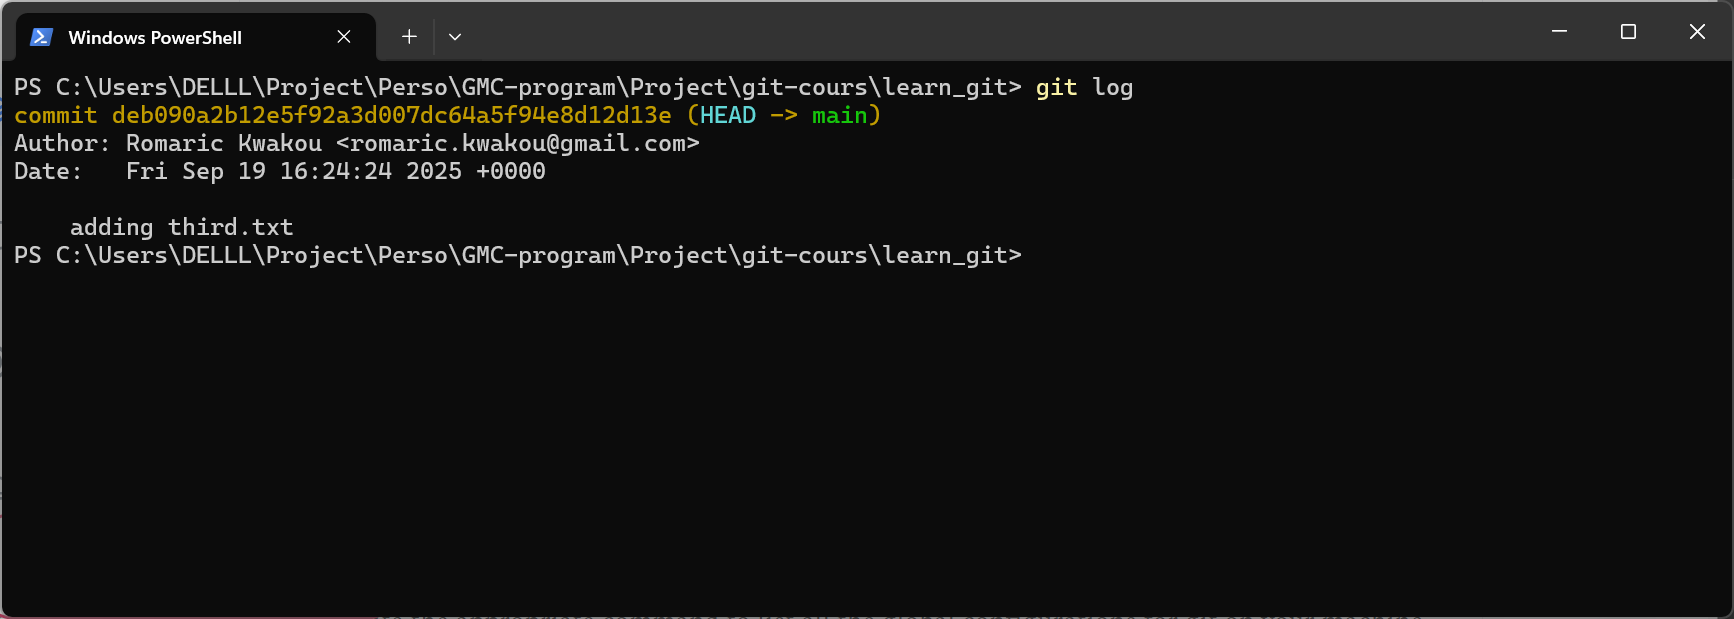 Windows PowerShell
PS C:\Users\DELLL\Project\Perso\GMC-program\Project\git-cours\learn_git> git log
commit deb090a2b12e5f92a3d007dc64a5f94e8d12d13e (HEAD -> main)
Author: Romaric Kwakou <romaric.kwakou@gmail.com>
Date:   Fri Sep 19 16:24:24 2025 +0000
    adding third.txt
PS C:\Users\DELLL\Project\Perso\GMC-program\Project\git-cours\learn_git>